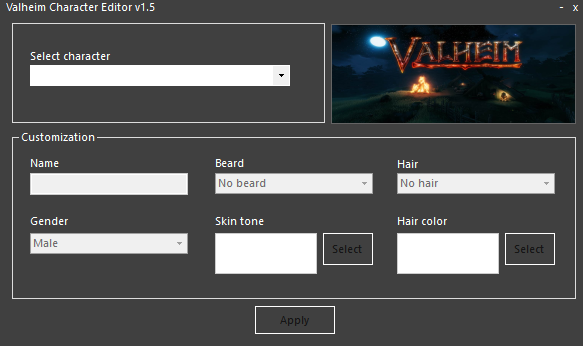 Valheim Character Editor v1.5
- x
Select character
VALHEIM
Customization
Name
Beard
Hair
No beard
No hair
Gender
Skin tone
Hair color
Male
Select
Select
Apply